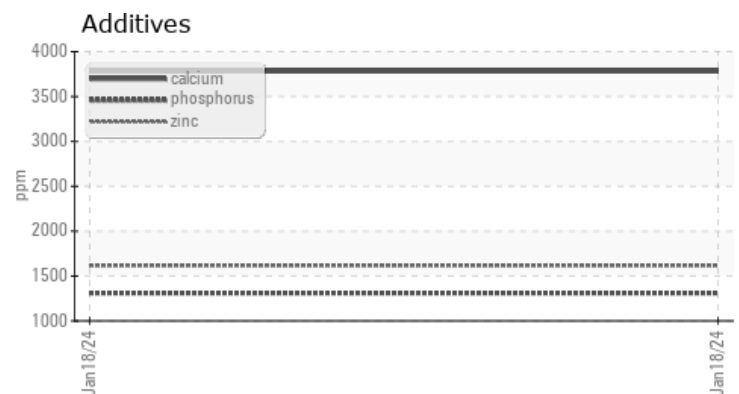 Additives
4000
calcium
3500
phosphorus
zinc
3000
2500
ppm
2000
1500
1000
Jan18/24
Jan18/24